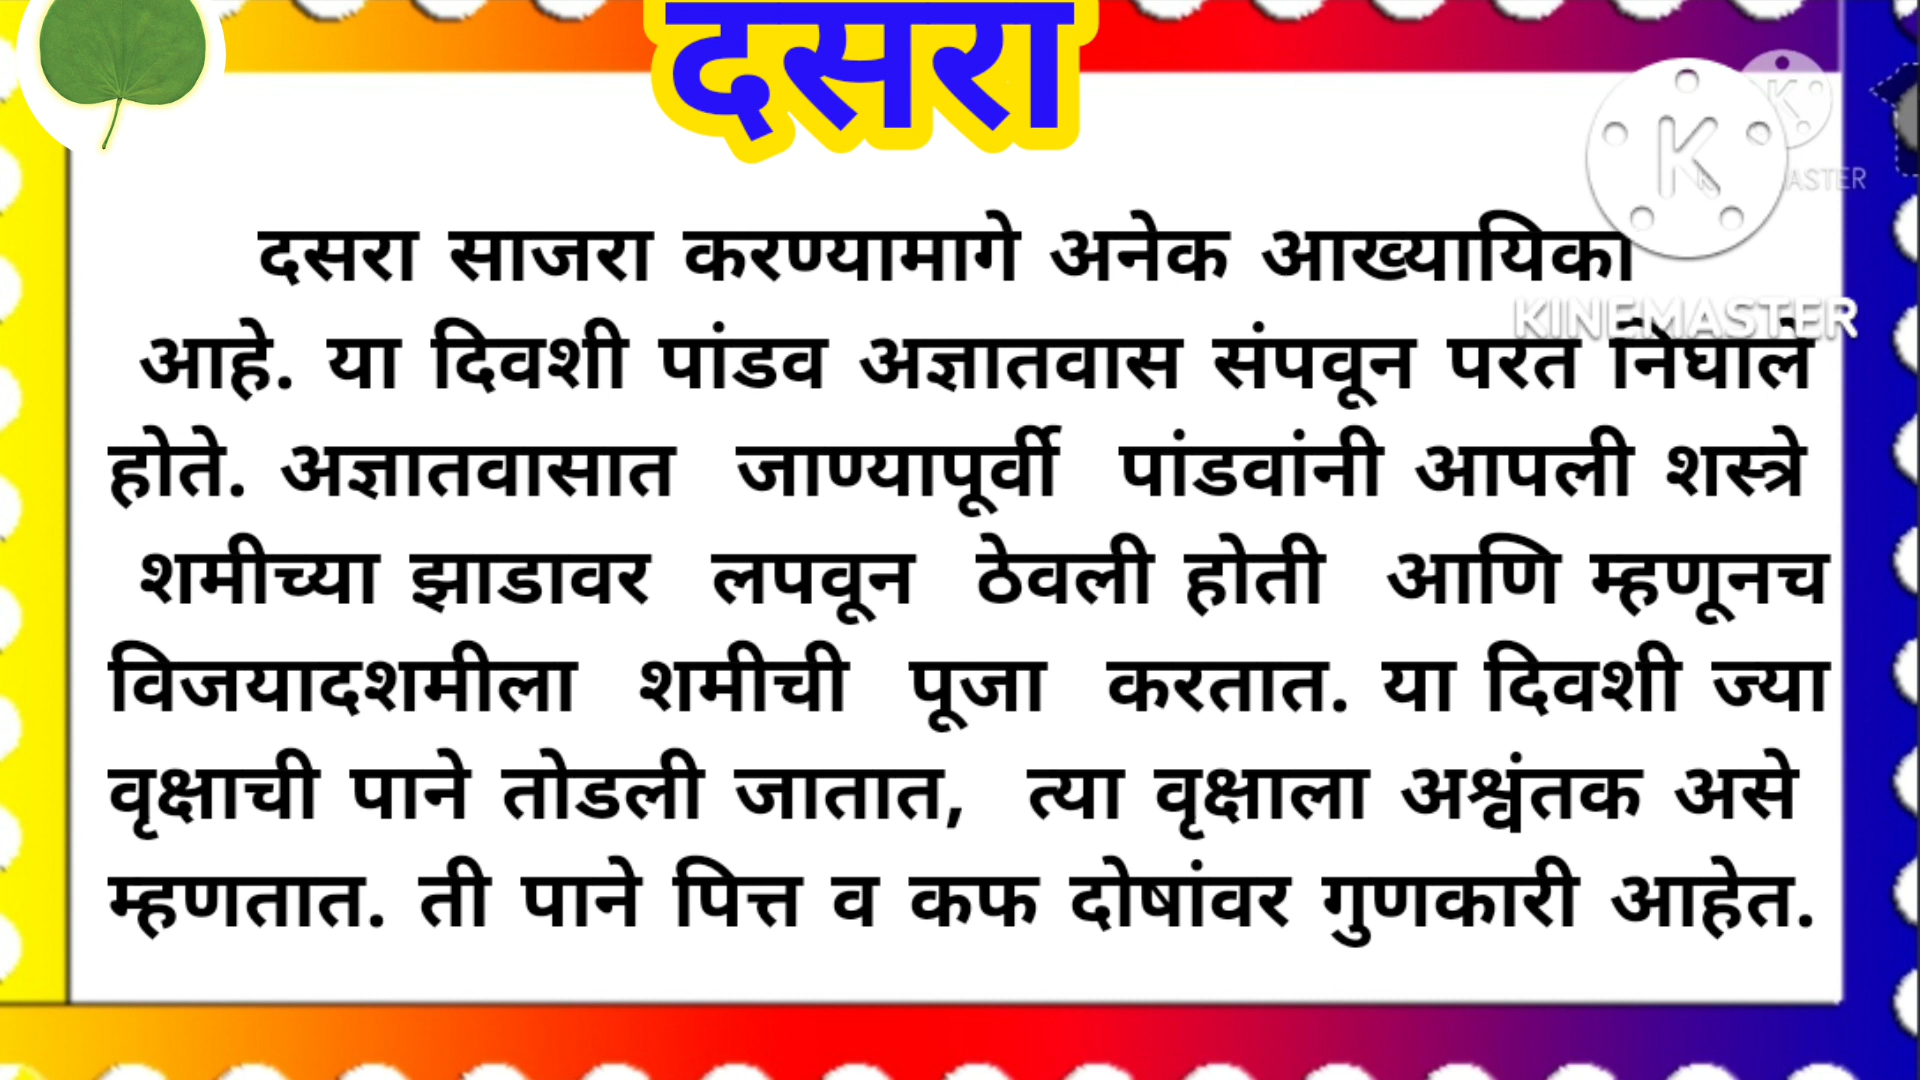 दसरा
दसरा साजरा करण्यामागे अनेक आख्यायिका
आहे. या दिवशी पांडव अज्ञातवास संपवून परत निघाले
होते. अज्ञातवासात जाण्यापूर्वी पांडवांनी आपली शस्त्रे
शमीच्या झाडावर लपवून ठेवली होती आणि म्हणूनच
विजयादशमीला शमीची पूजा करतात. या दिवशी ज्या
वृक्षाची पाने तोडली जातात, त्या वृक्षाला अश्वंतक असे
म्हणतात. ती पाने पित्त व कफ दोषांवर गुणकारी आहेत.
K
KINEMASTER